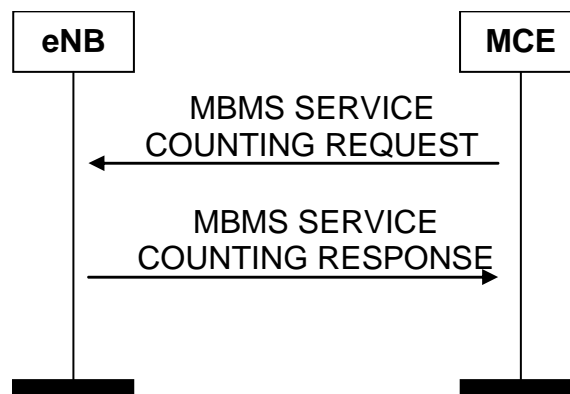 eNB
MCE
MBMS SERVICE
COUNTING REQUEST
MBMS SERVICE
COUNTING RESPONSE